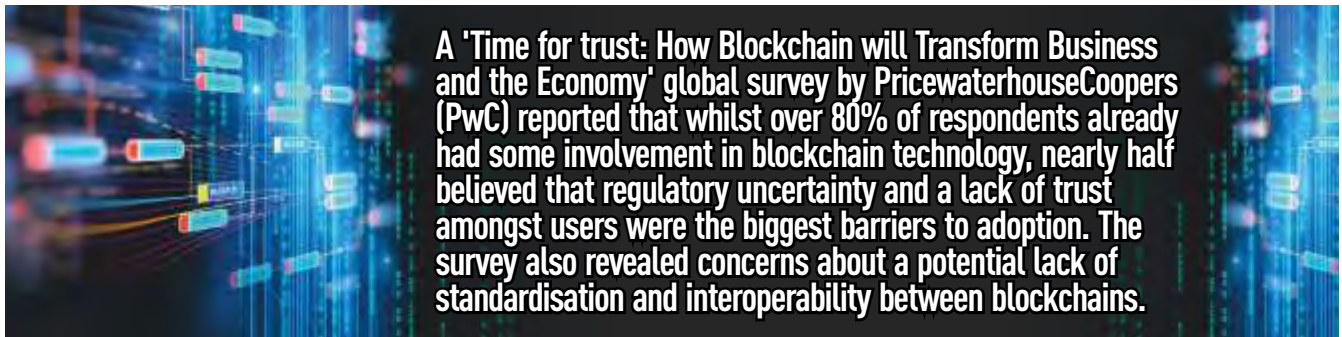 A 'Time for trust: How Blockchain will Transform Business
and the Economy' global survey by PricewaterhouseCoopers
(PwC) reported that whilst over 80% of respondents already
had some involvement in blockchain technology, nearly half
believed that regulatory uncertainty and a lack of trust
amongst users were the biggest barriers to adoption. The
survey also revealed concerns about a potential lack of
standardisation and interoperability between blockchains.